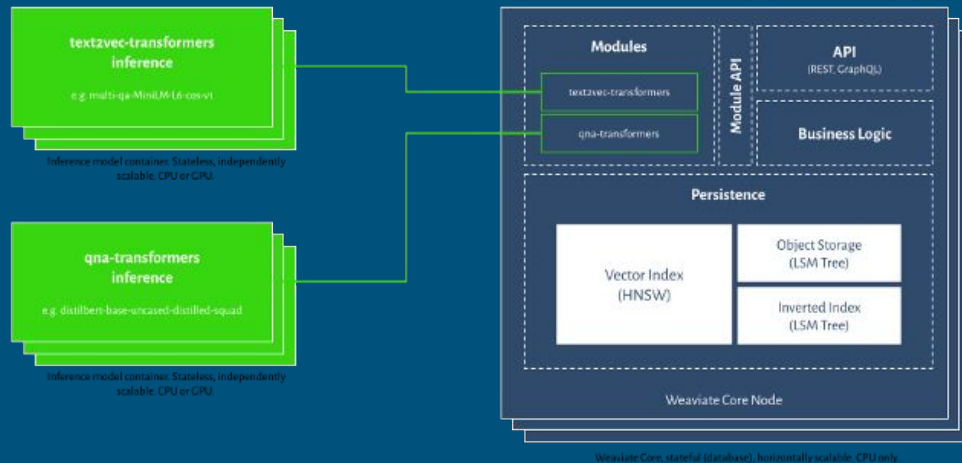 text2vec-transformers
inference
e.g. multi-qa-MiniLM-L6-cos-v1
Inference model container. Stateless, independently
scalable. CPU or GPU.
qna-transformers
inference
e.g. distilbert-base-uncased-distilled-squad
Inference model container. Stateless, independently
scalable. CPU or GPU.
Modules
text2vec-transformers
qna-transformers
Module API
API
(REST, GraphQL)
Business Logic
Persistence
Vector Index
(HNSW)
Object Storage
(LSM Tree)
Inverted Index
(LSM Tree)
Weaviate Core Node
Weaviate Core, stateful (database), horizontally scalable. CPU only.